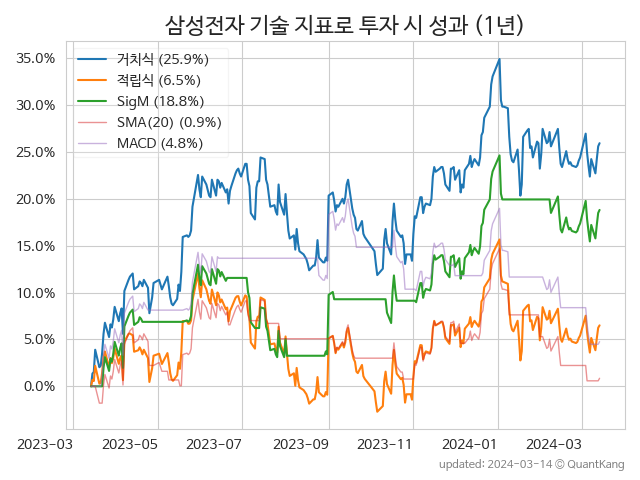 삼성전자 기술 지표로 투자 시 성과 (1년)
거치식 (25.9%)
적립식 (6.5%)
SigM (18.8%)
SMA(20) (0.9%)
MACD (4.8%)
35.0%
30.0%
25.0%
20.0%
15.0%
10.0%
5.0%
0.0%
2023-03 2023-05 2023-07 2023-09 2023-11 2024-01 2024-03
updated: 2024-03-14 © QuantKang